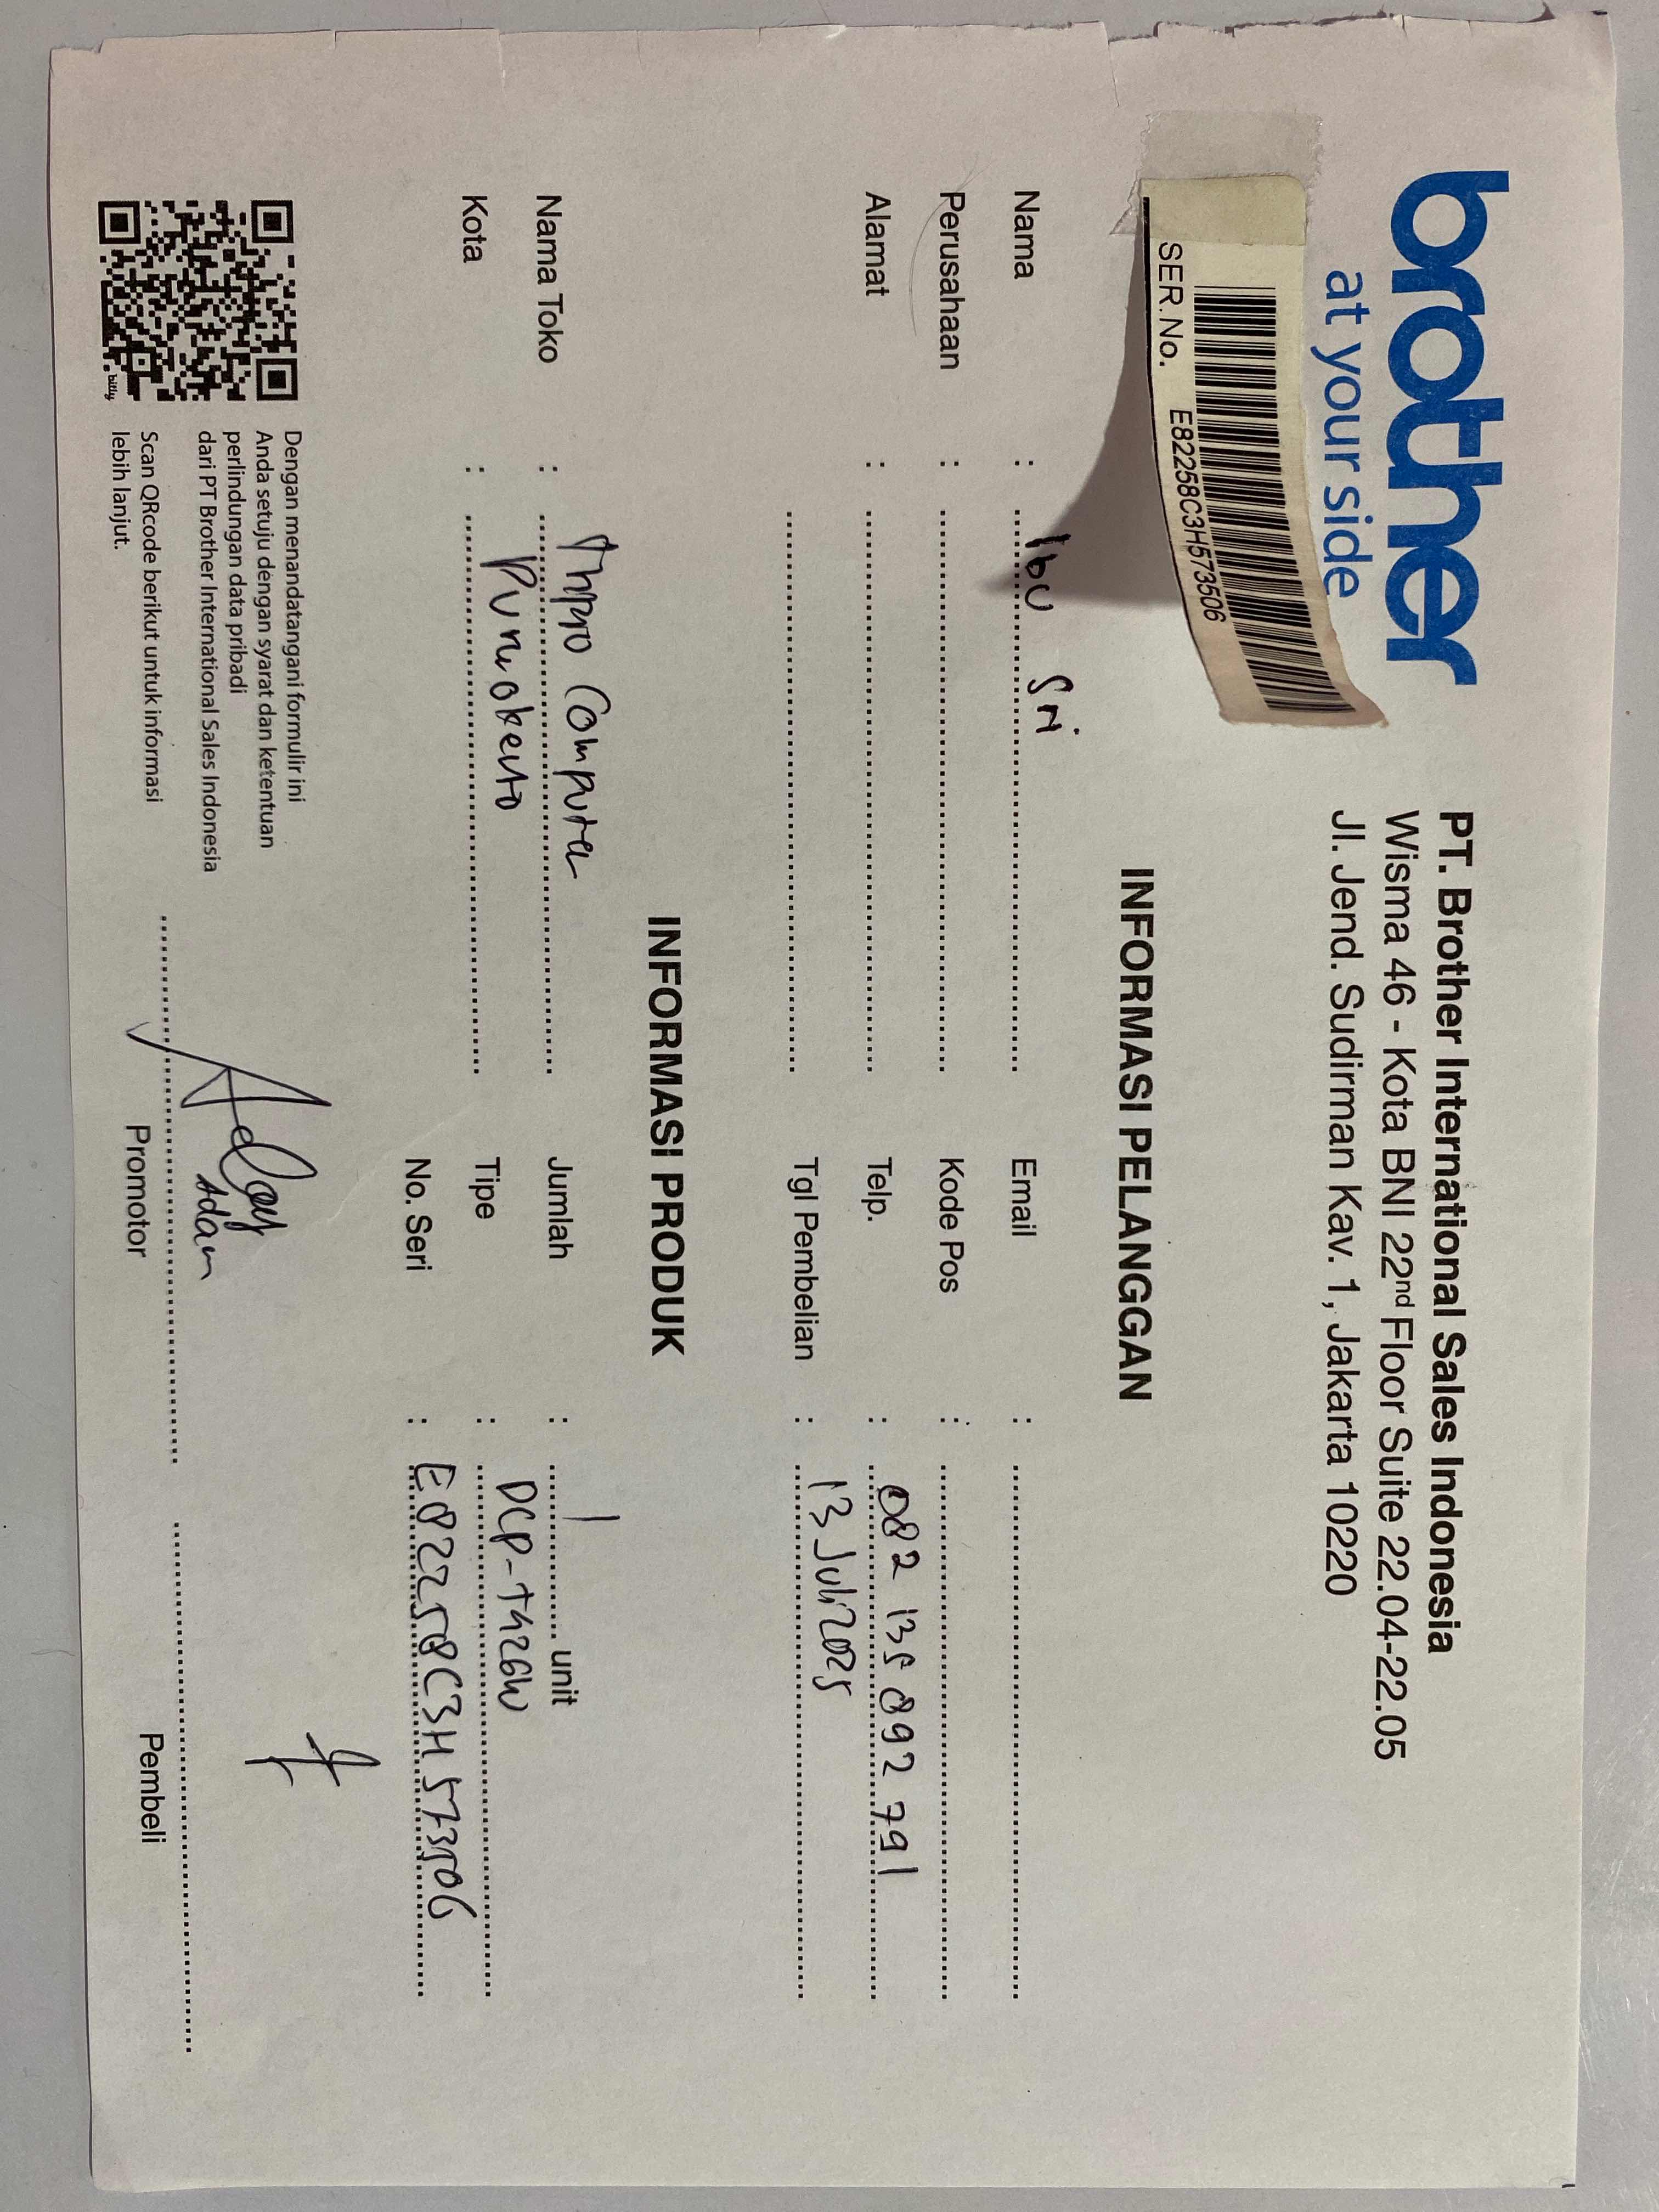 brother
at your side
PT. Brother International Sales Indonesia
Wisma 46 - Kota BNI 22nd Floor Suite 22.04-22.05
Jl. Jend. Sudirman Kav. 1, Jakarta 10220
SER.No. E82258C3H573506
INFORMASI PELANGGAN
Nama : Ibu Sri Email :
Perusahaan : Kode Pos :
Alamat : Telp. : 082 135 892 791
Tgl Pembelian : 13 Juli 2025
INFORMASI PRODUK
Nama Toko : Computer Jumlah : 1 unit
Kota : Purwokerto Tipe : DCP-T426W
No. Seri : E82258C3H573506
bitly
Dengan menandatangani formulir ini
Anda setuju dengan syarat dan ketentuan
perlindungan data pribadi
dari PT Brother International Sales Indonesia
Scan QRcode berikut untuk informasi
lebih lanjut.
Adam
Promotor Pembeli